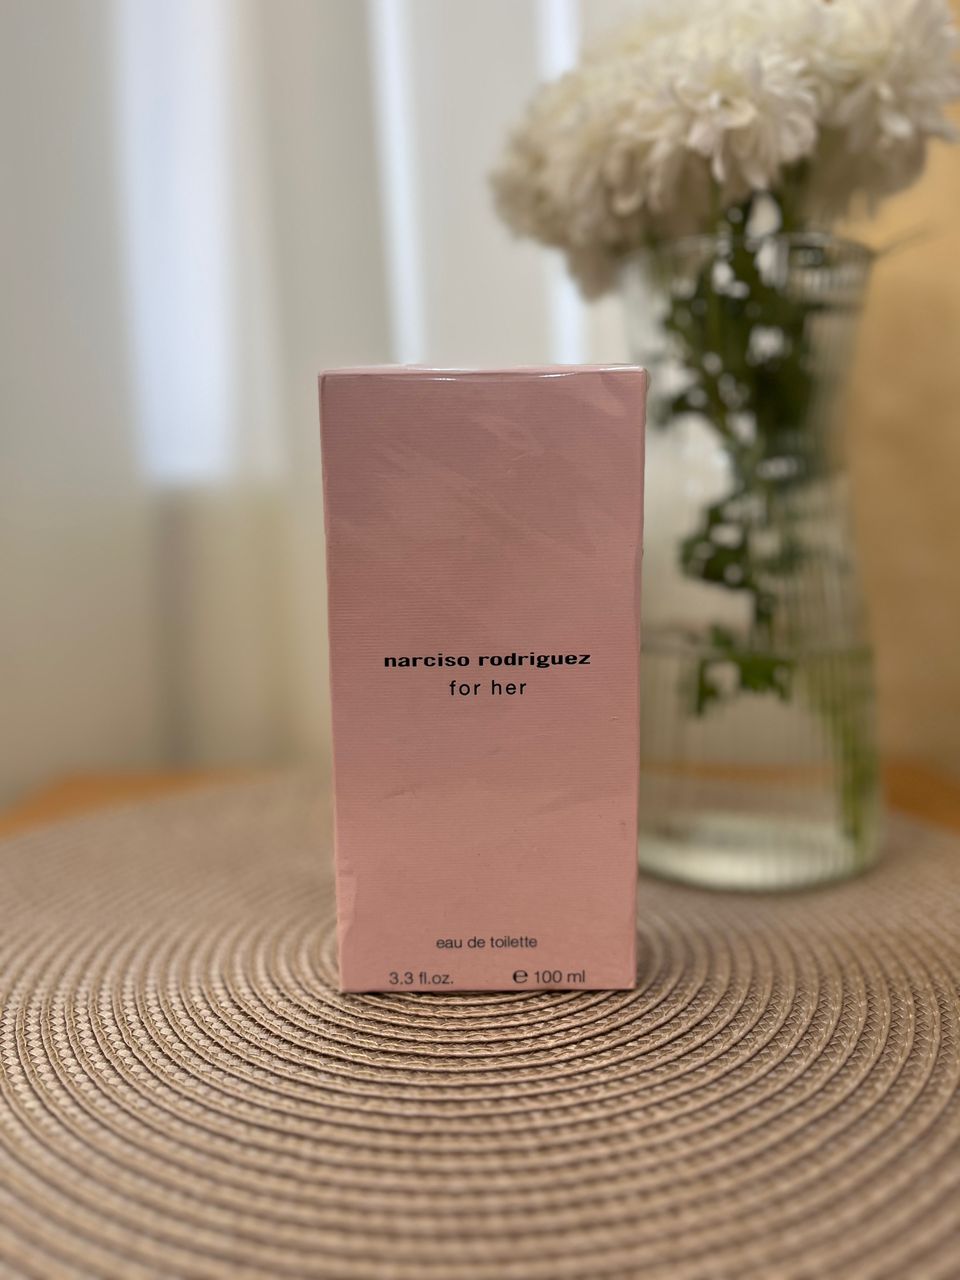 narciso rodriguez
for her
eau de toilette
3.3 fl.oz. ℮ 100 ml